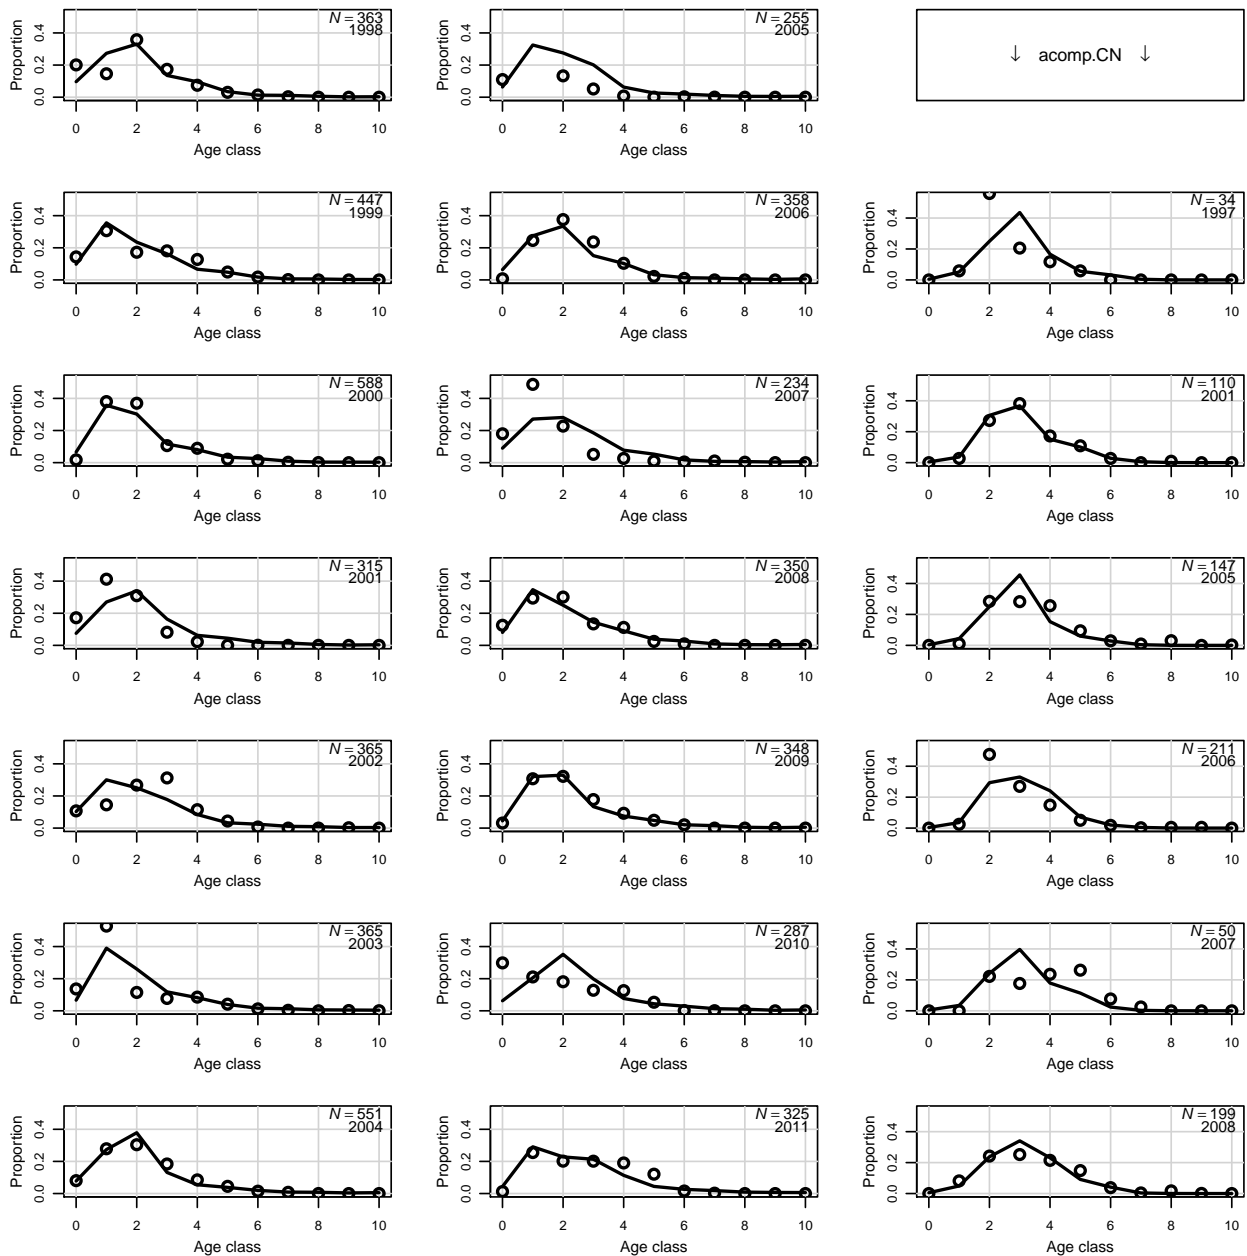 N = 363
1998
Proportion
0.4
0.2
0.0
0 2 4 6 8 10
Age class
N = 255
2005
Proportion
0.4
0.2
0.0
0 2 4 6 8 10
Age class
↓ acomp.CN ↓
N = 447
1999
Proportion
0.4
0.2
0.0
0 2 4 6 8 10
Age class
N = 358
2006
Proportion
0.4
0.2
0.0
0 2 4 6 8 10
Age class
N = 34
1997
Proportion
0.4
0.2
0.0
0 2 4 6 8 10
Age class
N = 588
2000
Proportion
0.4
0.2
0.0
0 2 4 6 8 10
Age class
N = 234
2007
Proportion
0.4
0.2
0.0
0 2 4 6 8 10
Age class
N = 110
2001
Proportion
0.4
0.2
0.0
0 2 4 6 8 10
Age class
N = 315
2001
Proportion
0.4
0.2
0.0
0 2 4 6 8 10
Age class
N = 350
2008
Proportion
0.4
0.2
0.0
0 2 4 6 8 10
Age class
N = 147
2005
Proportion
0.4
0.2
0.0
0 2 4 6 8 10
Age class
N = 365
2002
Proportion
0.4
0.2
0.0
0 2 4 6 8 10
Age class
N = 348
2009
Proportion
0.4
0.2
0.0
0 2 4 6 8 10
Age class
N = 211
2006
Proportion
0.4
0.2
0.0
0 2 4 6 8 10
Age class
N = 365
2003
Proportion
0.4
0.2
0.0
0 2 4 6 8 10
Age class
N = 287
2010
Proportion
0.4
0.2
0.0
0 2 4 6 8 10
Age class
N = 50
2007
Proportion
0.4
0.2
0.0
0 2 4 6 8 10
Age class
N = 551
2004
Proportion
0.4
0.2
0.0
0 2 4 6 8 10
Age class
N = 325
2011
Proportion
0.4
0.2
0.0
0 2 4 6 8 10
Age class
N = 199
2008
Proportion
0.4
0.2
0.0
0 2 4 6 8 10
Age class